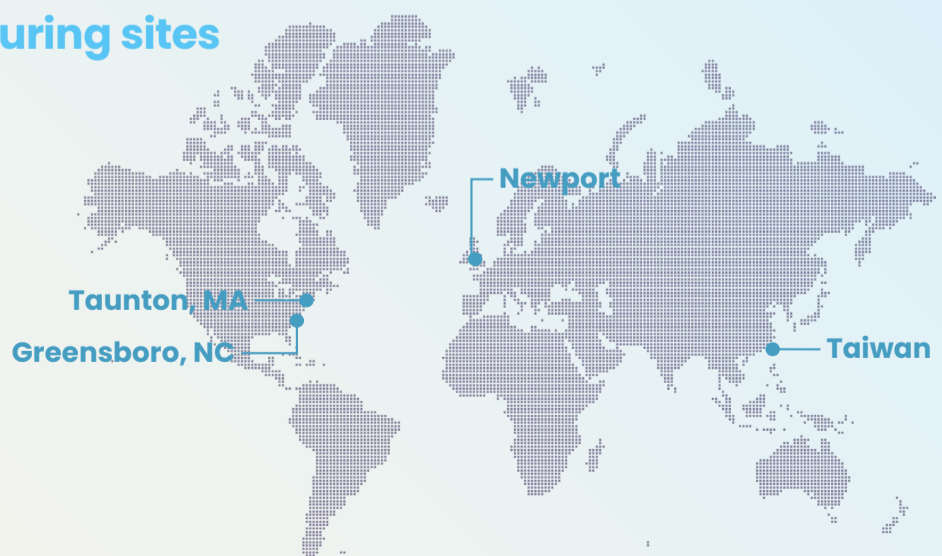 uring sites
Newport
Taunton, MA
Greensboro, NC
Taiwan